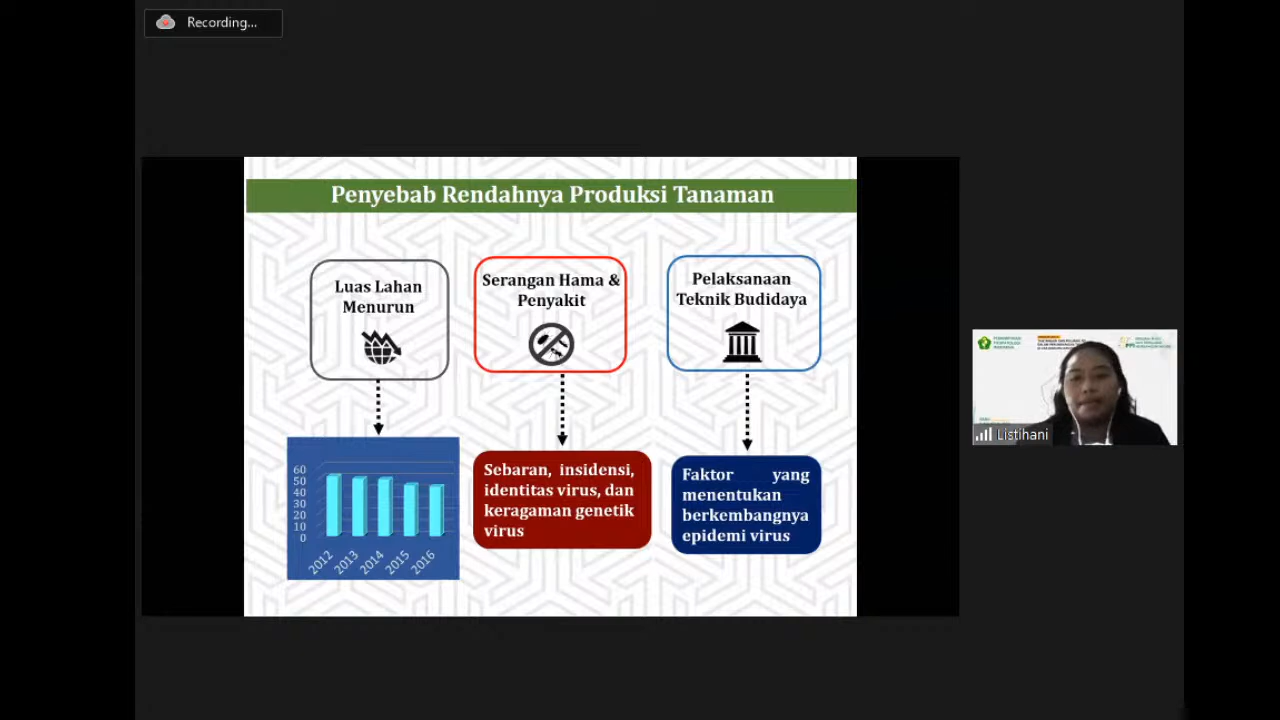 Recording...
Penyebab Rendahnya Produksi Tanaman
Luas Lahan
Menurun
Serangan Hama &
Penyakit
Pelaksanaan
Teknik Budidaya
60
50
40
30
20
10
0
2012
2013
2014
2015
2016
Sebaran, insidensi,
identitas virus, dan
keragaman genetik
virus
Faktor yang
menentukan
berkembangnya
epidemi virus
Listihani